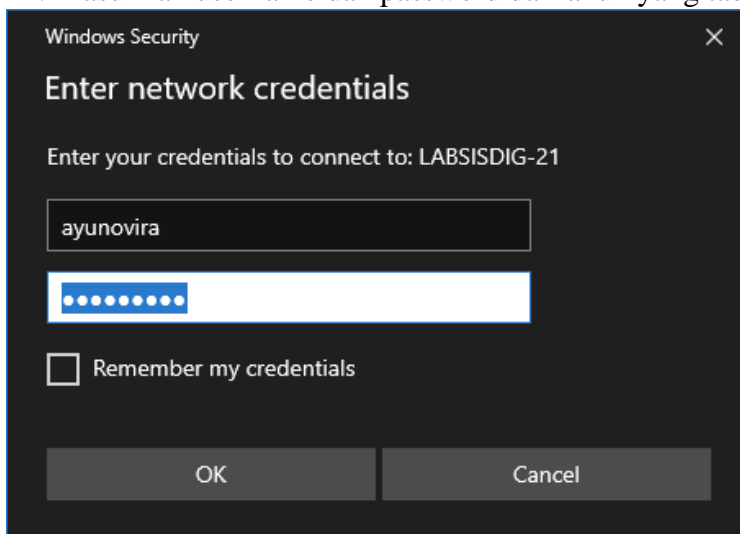 password
Windows Security
Enter network credentials
Enter your credentials to connect to: LABSISDIG-21
ayunovira
●●●●●●●●●
Remember my credentials
OK
Cancel